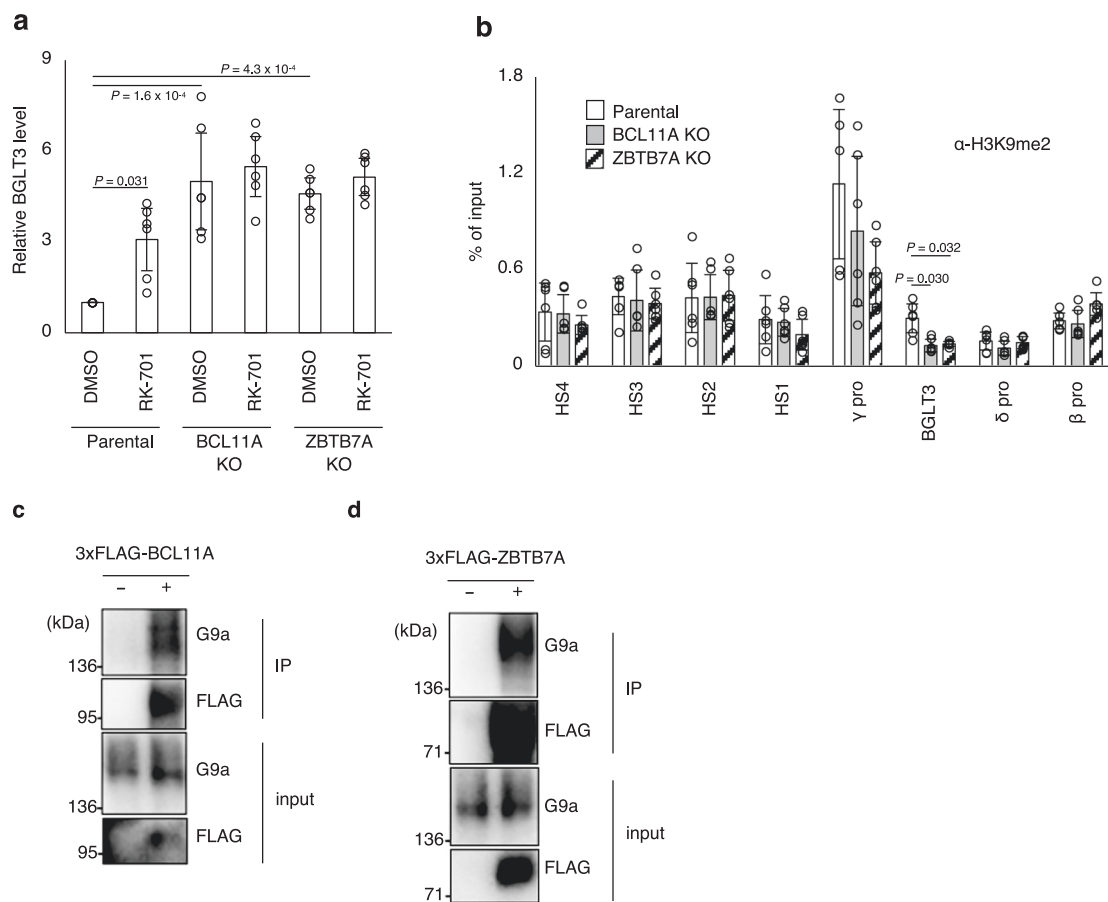 a
9
6
3
0
Relative BGLT3 level
P = 4.3 x 10-4
P = 1.6 x 10-4
P = 0.031
DMSO
RK-701
DMSO
RK-701
DMSO
RK-701
Parental
BCL11A
KO
ZBTB7A
KO
b
1.8
1.2
0.6
0
% of input
Parental
BCL11A KO
ZBTB7A KO
α-H3K9me2
P = 0.032
P = 0.030
HS4
HS3
HS2
HS1
γ pro
BGLT3
δ pro
β pro
c
3xFLAG-BCL11A
– +
(kDa)
G9a
136
FLAG
95
IP
G9a
136
FLAG
95
input
d
3xFLAG-ZBTB7A
– +
(kDa)
G9a
136
FLAG
71
IP
G9a
136
FLAG
71
input